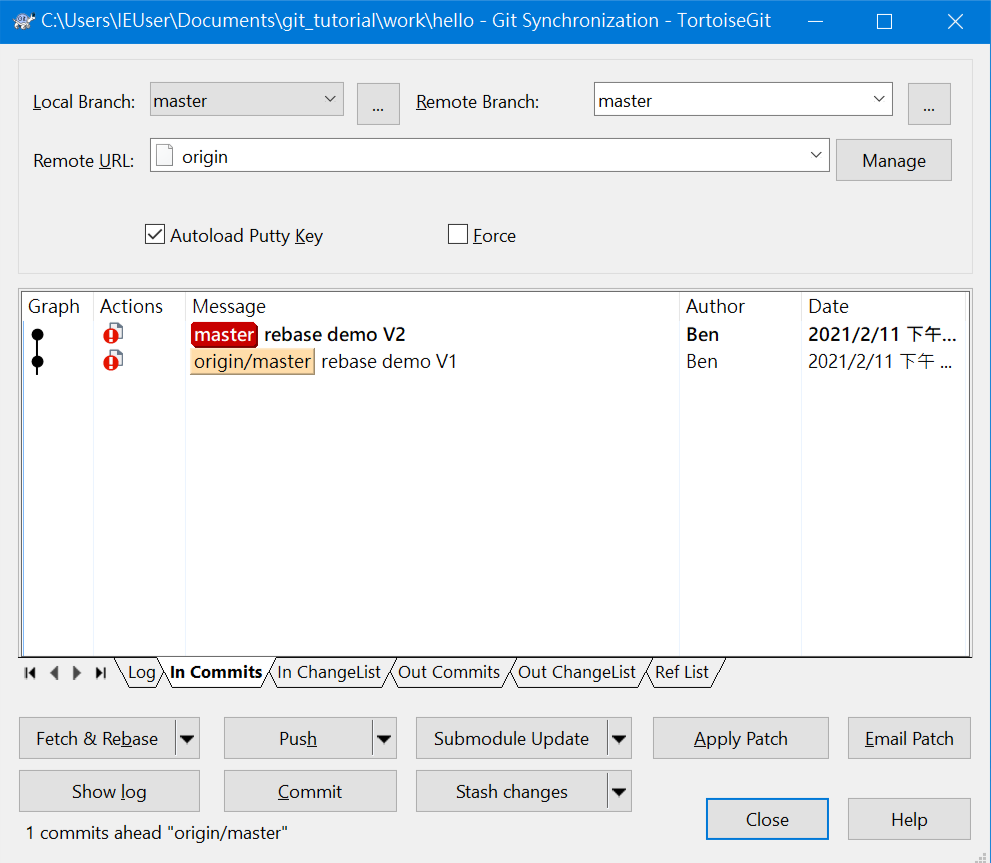 C:\Users\IEUser\Documents\git_tutorial\work\hello - Git Synchronization - TortoiseGit
Local Branch: master ... Remote Branch: master ...
Remote URL: origin Manage
Autoload Putty Key Force
Graph Actions Message Author Date
master rebase demo V2 Ben 2021/2/11 下午...
origin/master rebase demo V1 Ben 2021/2/11 下午 ...
Log In Commits In ChangeList Out Commits Out ChangeList Ref List
Fetch & Rebase Push Submodule Update Apply Patch Email Patch
Show log Commit Stash changes
Close Help
1 commits ahead "origin/master"